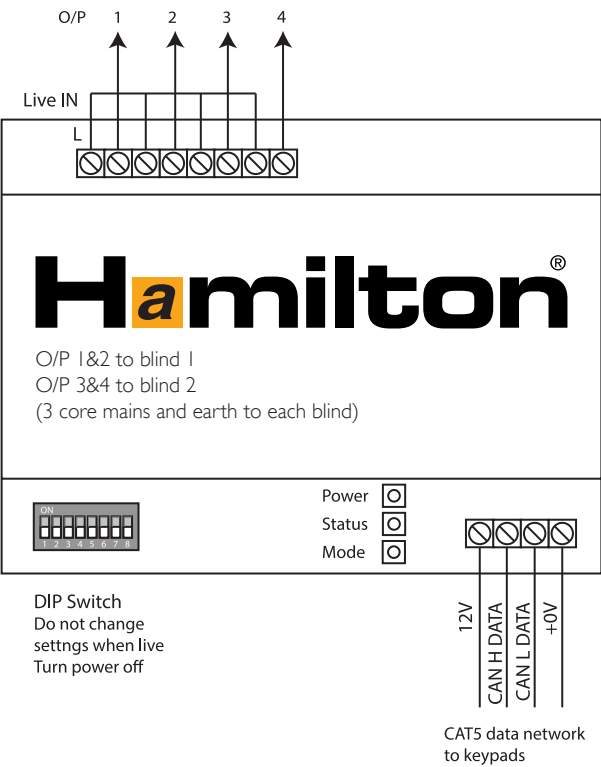 O/P 1 2 3 4
Live IN
L
Hamilton®
O/P 1&2 to blind 1
O/P 3&4 to blind 2
(3 core mains and earth to each blind)
ON
1 2 3 4 5 6 7 8
Power
Status
Mode
DIP Switch
Do not change
settngs when live
Turn power off
12V
CAN H DATA
CAN L DATA
+0V
CAT5 data network
to keypads